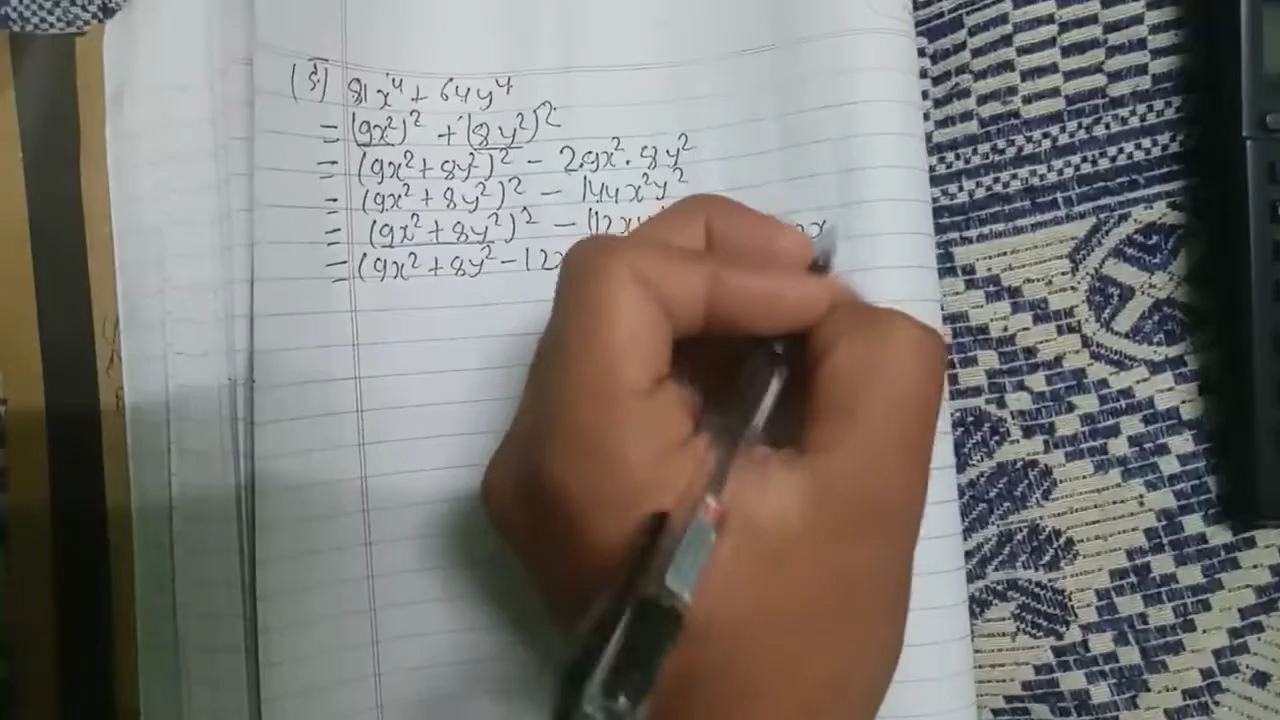 (ঙ) 81x⁴ + 64y⁴
= (9x²)² + (8y²)²
= (9x² + 8y²)² - 2.9x². 8y²
= (9x² + 8y²)² - 144x²y²
= (9x² + 8y²)² - (12xy
= (9x² + 8y² - 12x